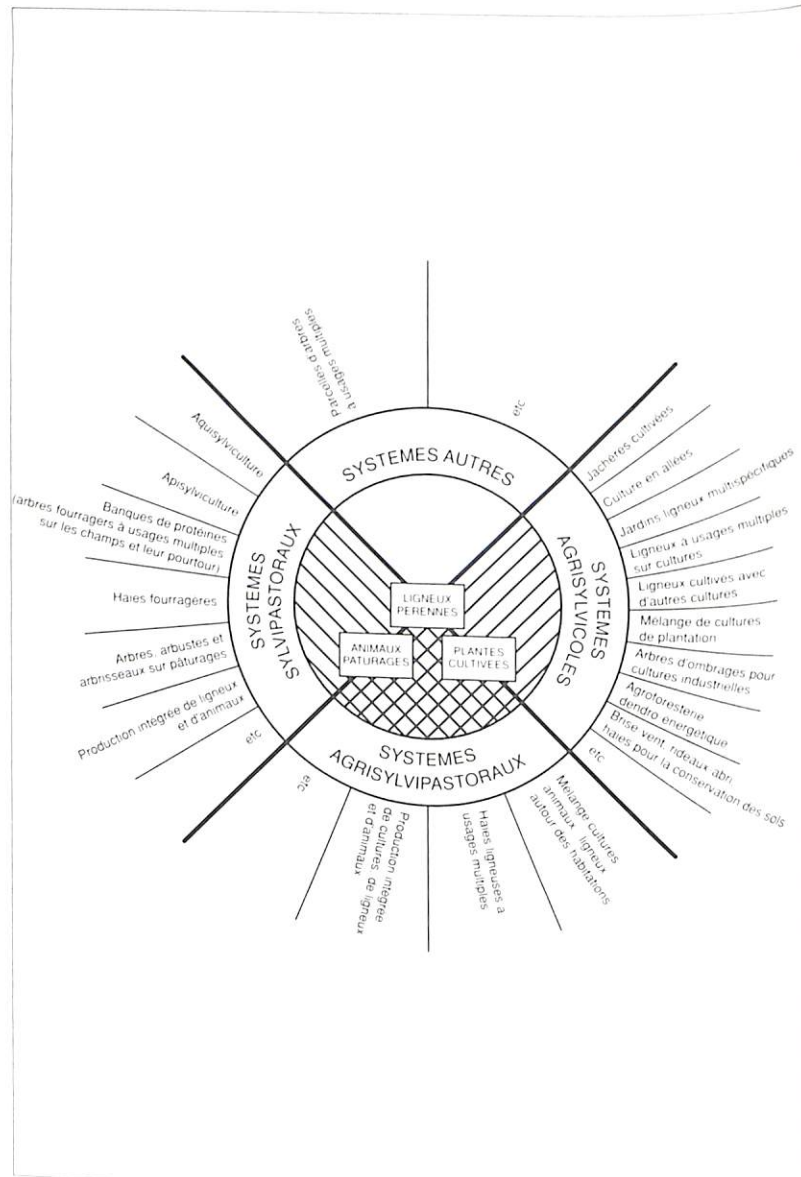 Parcelles d'arbres
à usages multiples
etc
Aquisylviculture
Apisylviculture
Banques de protéines
(arbres fourragers à usages multiples
sur les champs et leur pourtour)
Haies fourragères
Arbres, arbustes et
arbrisseaux sur pâturages
Production intégrée de ligneux
et d'animaux
etc
SYSTEMES AUTRES
SYSTEMES
SYLVIPASTORAUX
SYSTEMES
AGRISYLVICOLES
SYSTEMES
AGRISYLVIPASTORAUX
LIGNEUX
PERENNES
ANIMAUX
PATURAGES
PLANTES
CULTIVEES
Jachères cultivées
Culture en allées
Jardins ligneux multispécifiques
Ligneux à usages multiples
sur cultures
Ligneux cultivés avec
d'autres cultures
Mélange de cultures
de plantation
Arbres d'ombrages pour
cultures industrielles
Agroforesterie
dendro énergétique
Brise vent, rideaux abri,
haies pour la conservation des sols
etc
etc
Production intégrée
de cultures, de ligneux
et d'animaux
Haies ligneuses à
usages multiples
Mélange cultures
animaux ligneux
autour des habitations